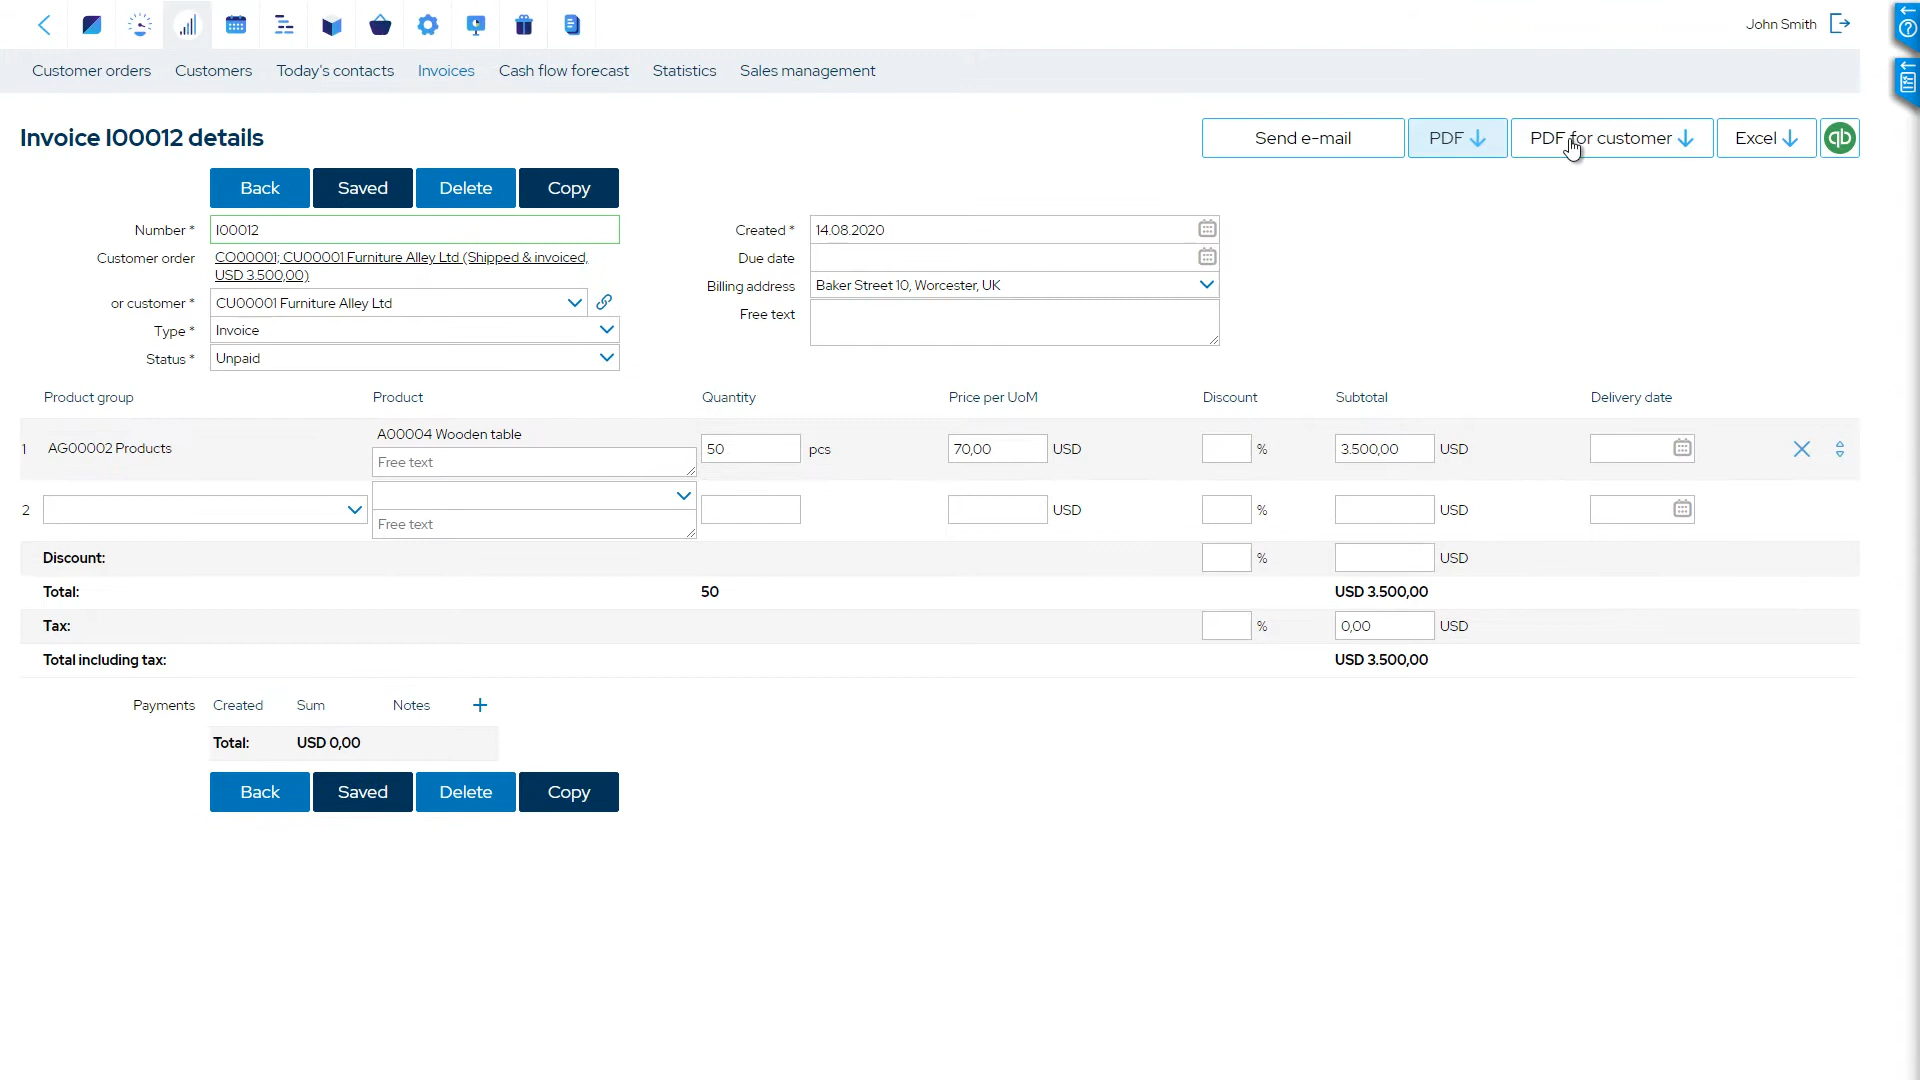 John Smith
Customer orders Customers Today's contacts Invoices Cash flow forecast Statistics Sales management
Invoice I00012 details
Send e-mail PDF PDF for customer Excel qb
Back Saved Delete Copy
Number * I00012
Customer order CO00001; CU00001 Furniture Alley Ltd (Shipped & invoiced,
USD 3.500,00)
or customer * CU00001 Furniture Alley Ltd
Type * Invoice
Status * Unpaid
Created * 14.08.2020
Due date
Billing address Baker Street 10, Worcester, UK
Free text
Product group Product Quantity Price per UoM Discount Subtotal Delivery date
1 AG00002 Products A00004 Wooden table 50 pcs 70,00 USD % 3.500,00 USD
Free text
2 USD % USD
Free text
Discount: % USD
Total: 50 USD 3.500,00
Tax: % 0,00 USD
Total including tax: USD 3.500,00
Payments Created Sum Notes
Total: USD 0,00
Back Saved Delete Copy